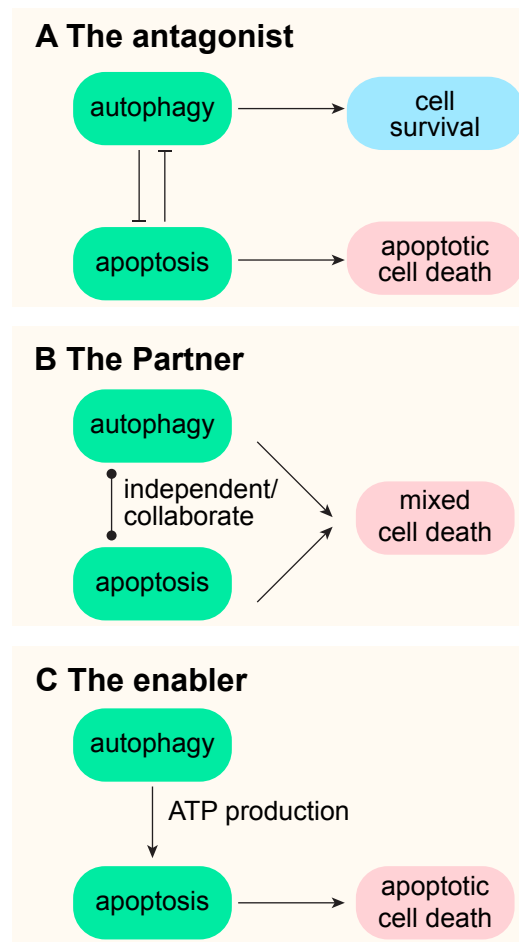 A The antagonist
autophagy
cell
survival
apoptosis
apoptotic
cell death
B The Partner
autophagy
independent/
collaborate
mixed
cell death
apoptosis
C The enabler
autophagy
ATP production
apoptosis
apoptotic
cell death